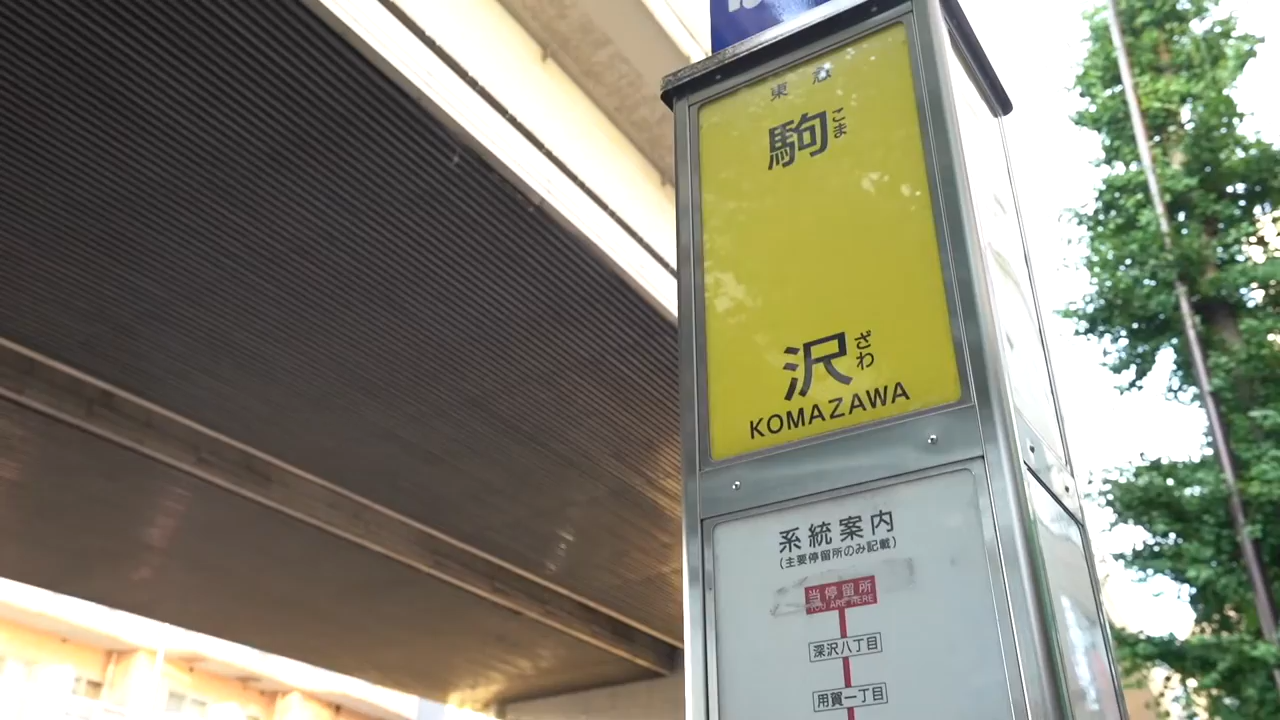 東急
駒
こま
沢
ざわ
KOMAZAWA
系統案内
(主要停留所のみ記載)
当停留所
YOU ARE HERE
深沢八丁目
用賀一丁目